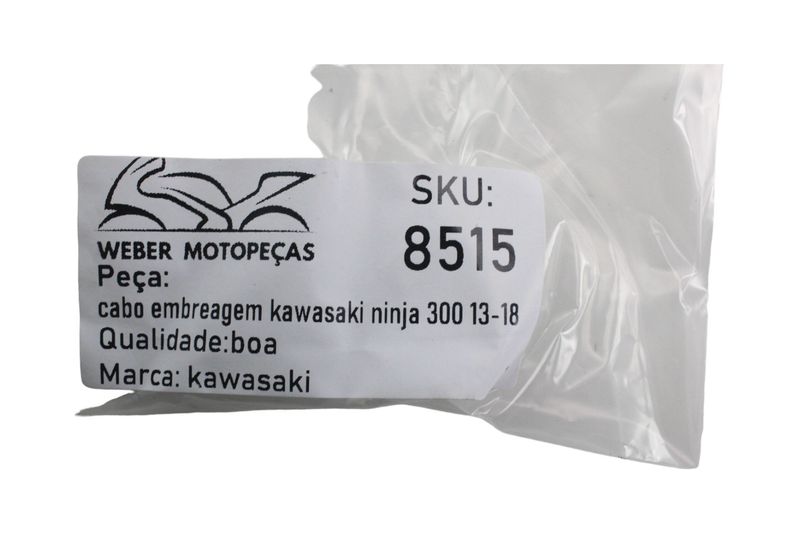 WEBER MOTOPEÇAS
SKU:
8515
Peça:
cabo embreagem kawasaki ninja 300 13-18
Qualidade:boa
Marca: kawasaki